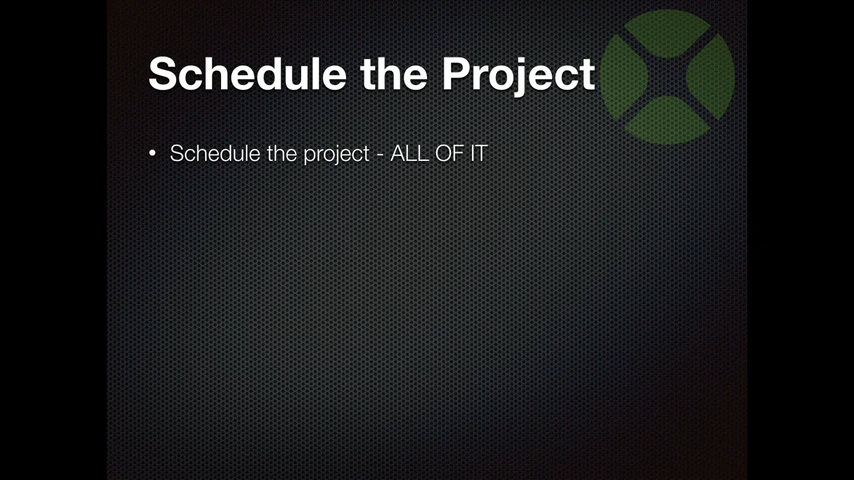 Schedule the Project
• Schedule the project - ALL OF IT